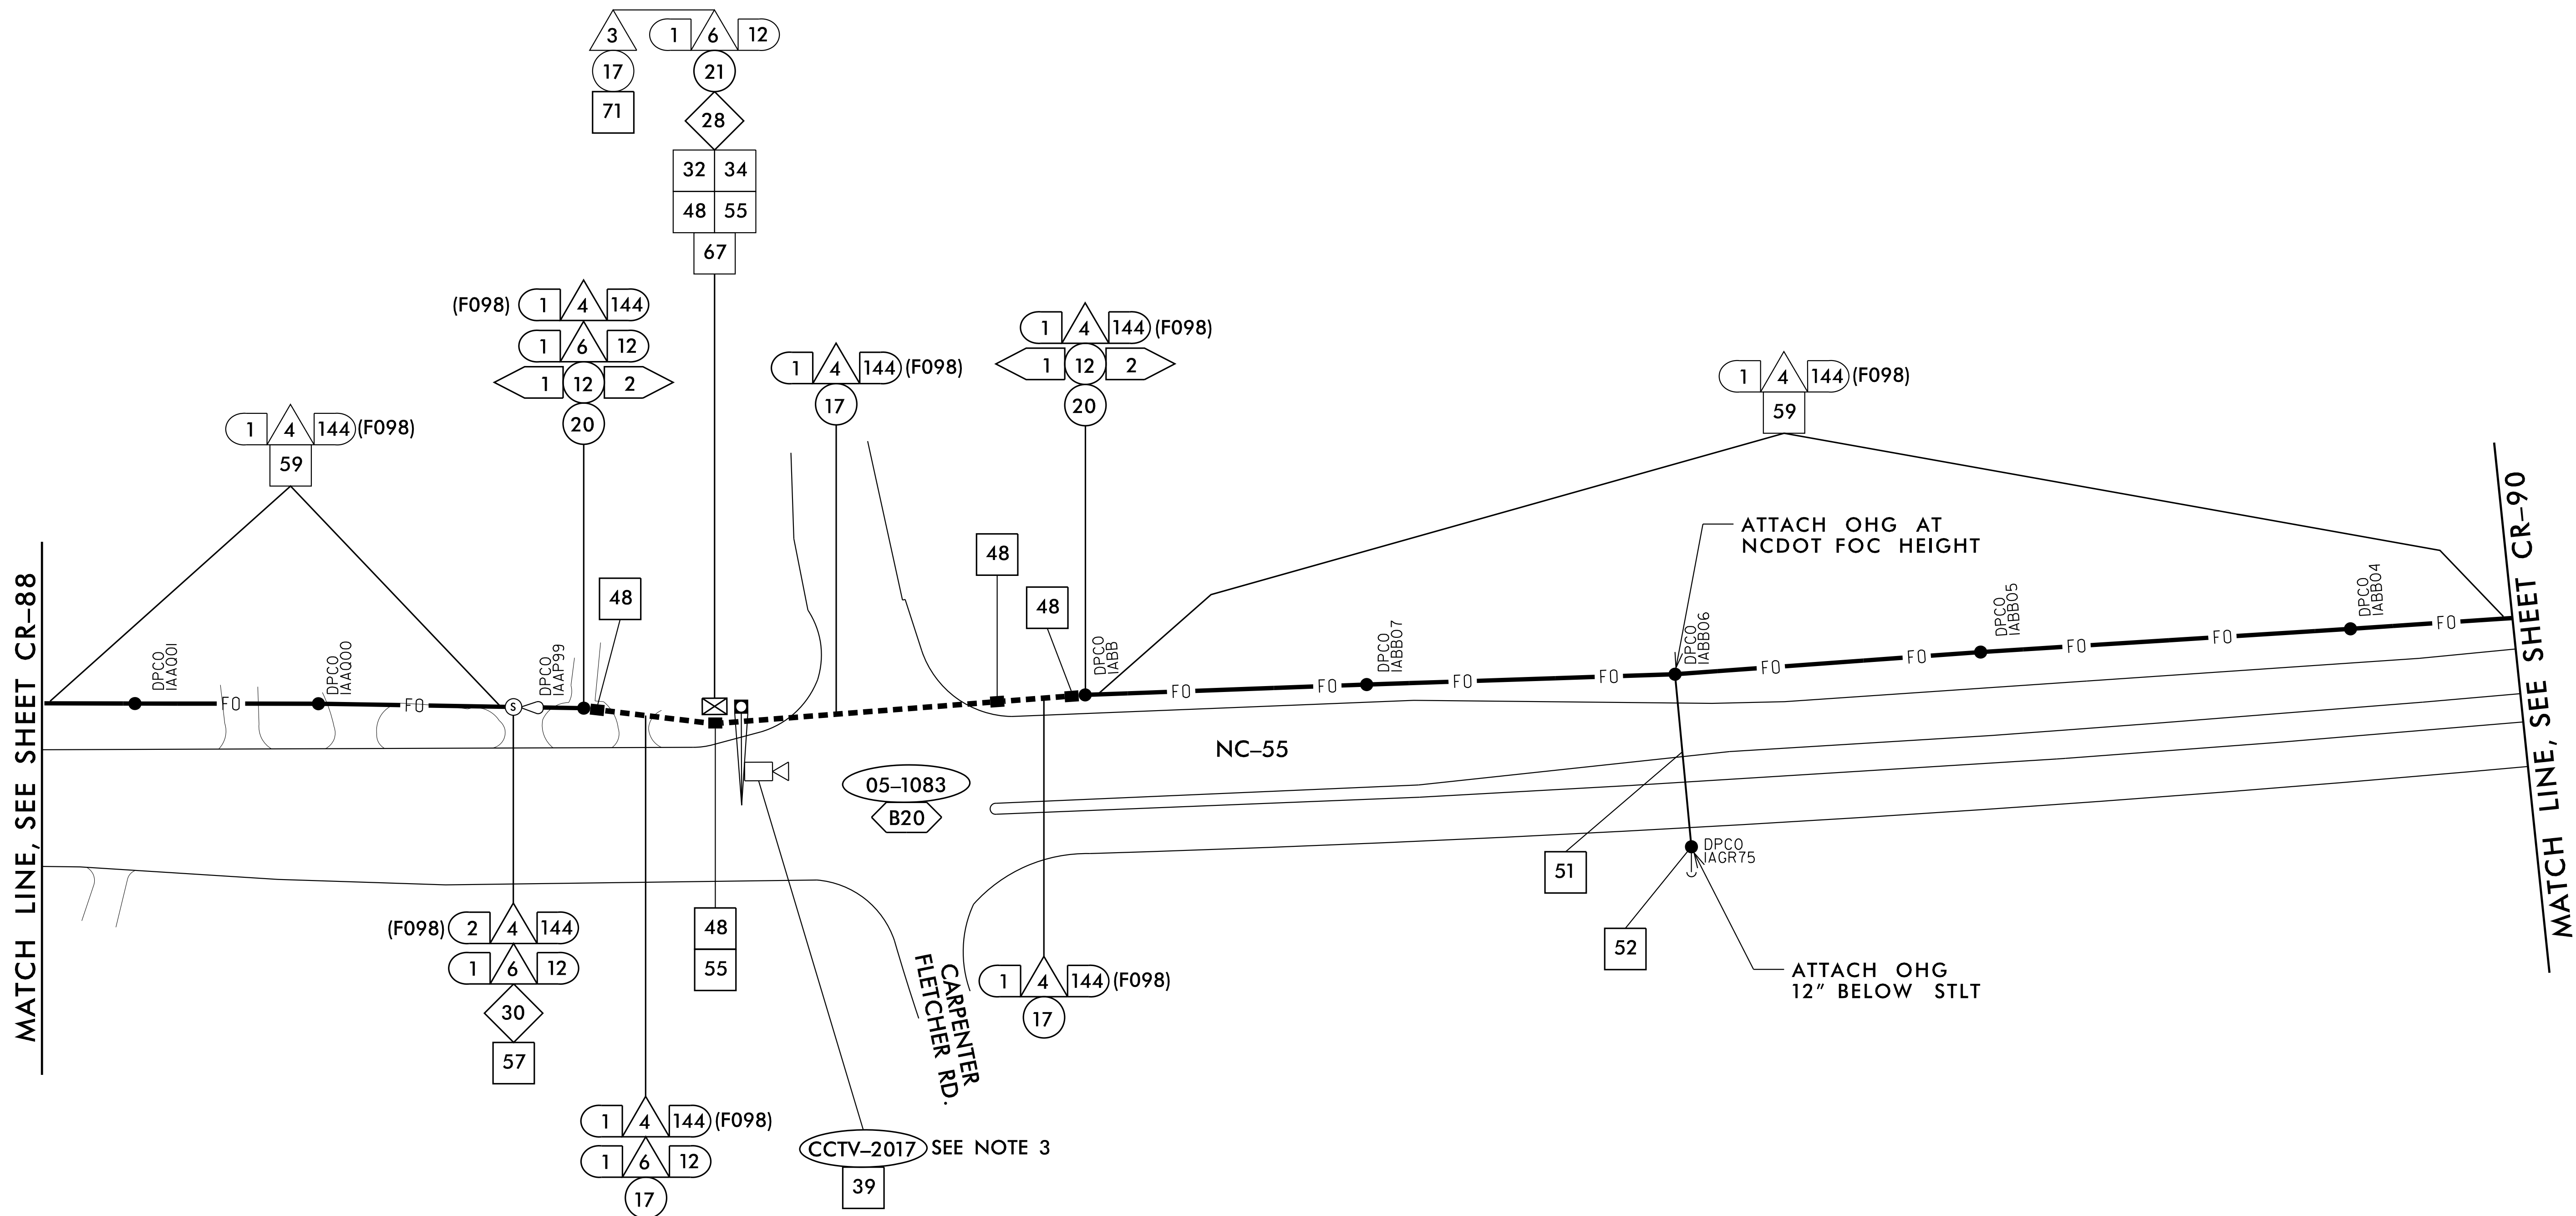 3
1 6 12
17
21
71
28
32 34
48 55
67
(F098) 1 4 144
1 6 12
1 12 2
20
1 4 144 (F098)
17
1 4 144 (F098)
1 12 2
20
1 4 144 (F098)
59
1 4 144 (F098)
59
ATTACH OHG AT
NCDOT FOC HEIGHT
48
48
48
DPCO
IAAQ01
DPCO
IAAQ00
DPCO
IAAP99
DPCO
IABB
DPCO
IABB07
DPCO
IABB06
DPCO
IABB05
DPCO
IABB04
FO
FO
S
FO
FO
FO
FO
FO
FO
FO
FO
FO
MATCH LINE, SEE SHEET CR-88
MATCH LINE, SEE SHEET CR-90
NC-55
05-1083
B20
DPCO
IAGR75
51
52
ATTACH OHG
12" BELOW STLT
(F098) 2 4 144
1 6 12
30
57
48
55
CARPENTER
FLETCHER RD.
1 4 144 (F098)
17
1 4 144 (F098)
1 6 12
17
CCTV-2017 SEE NOTE 3
39